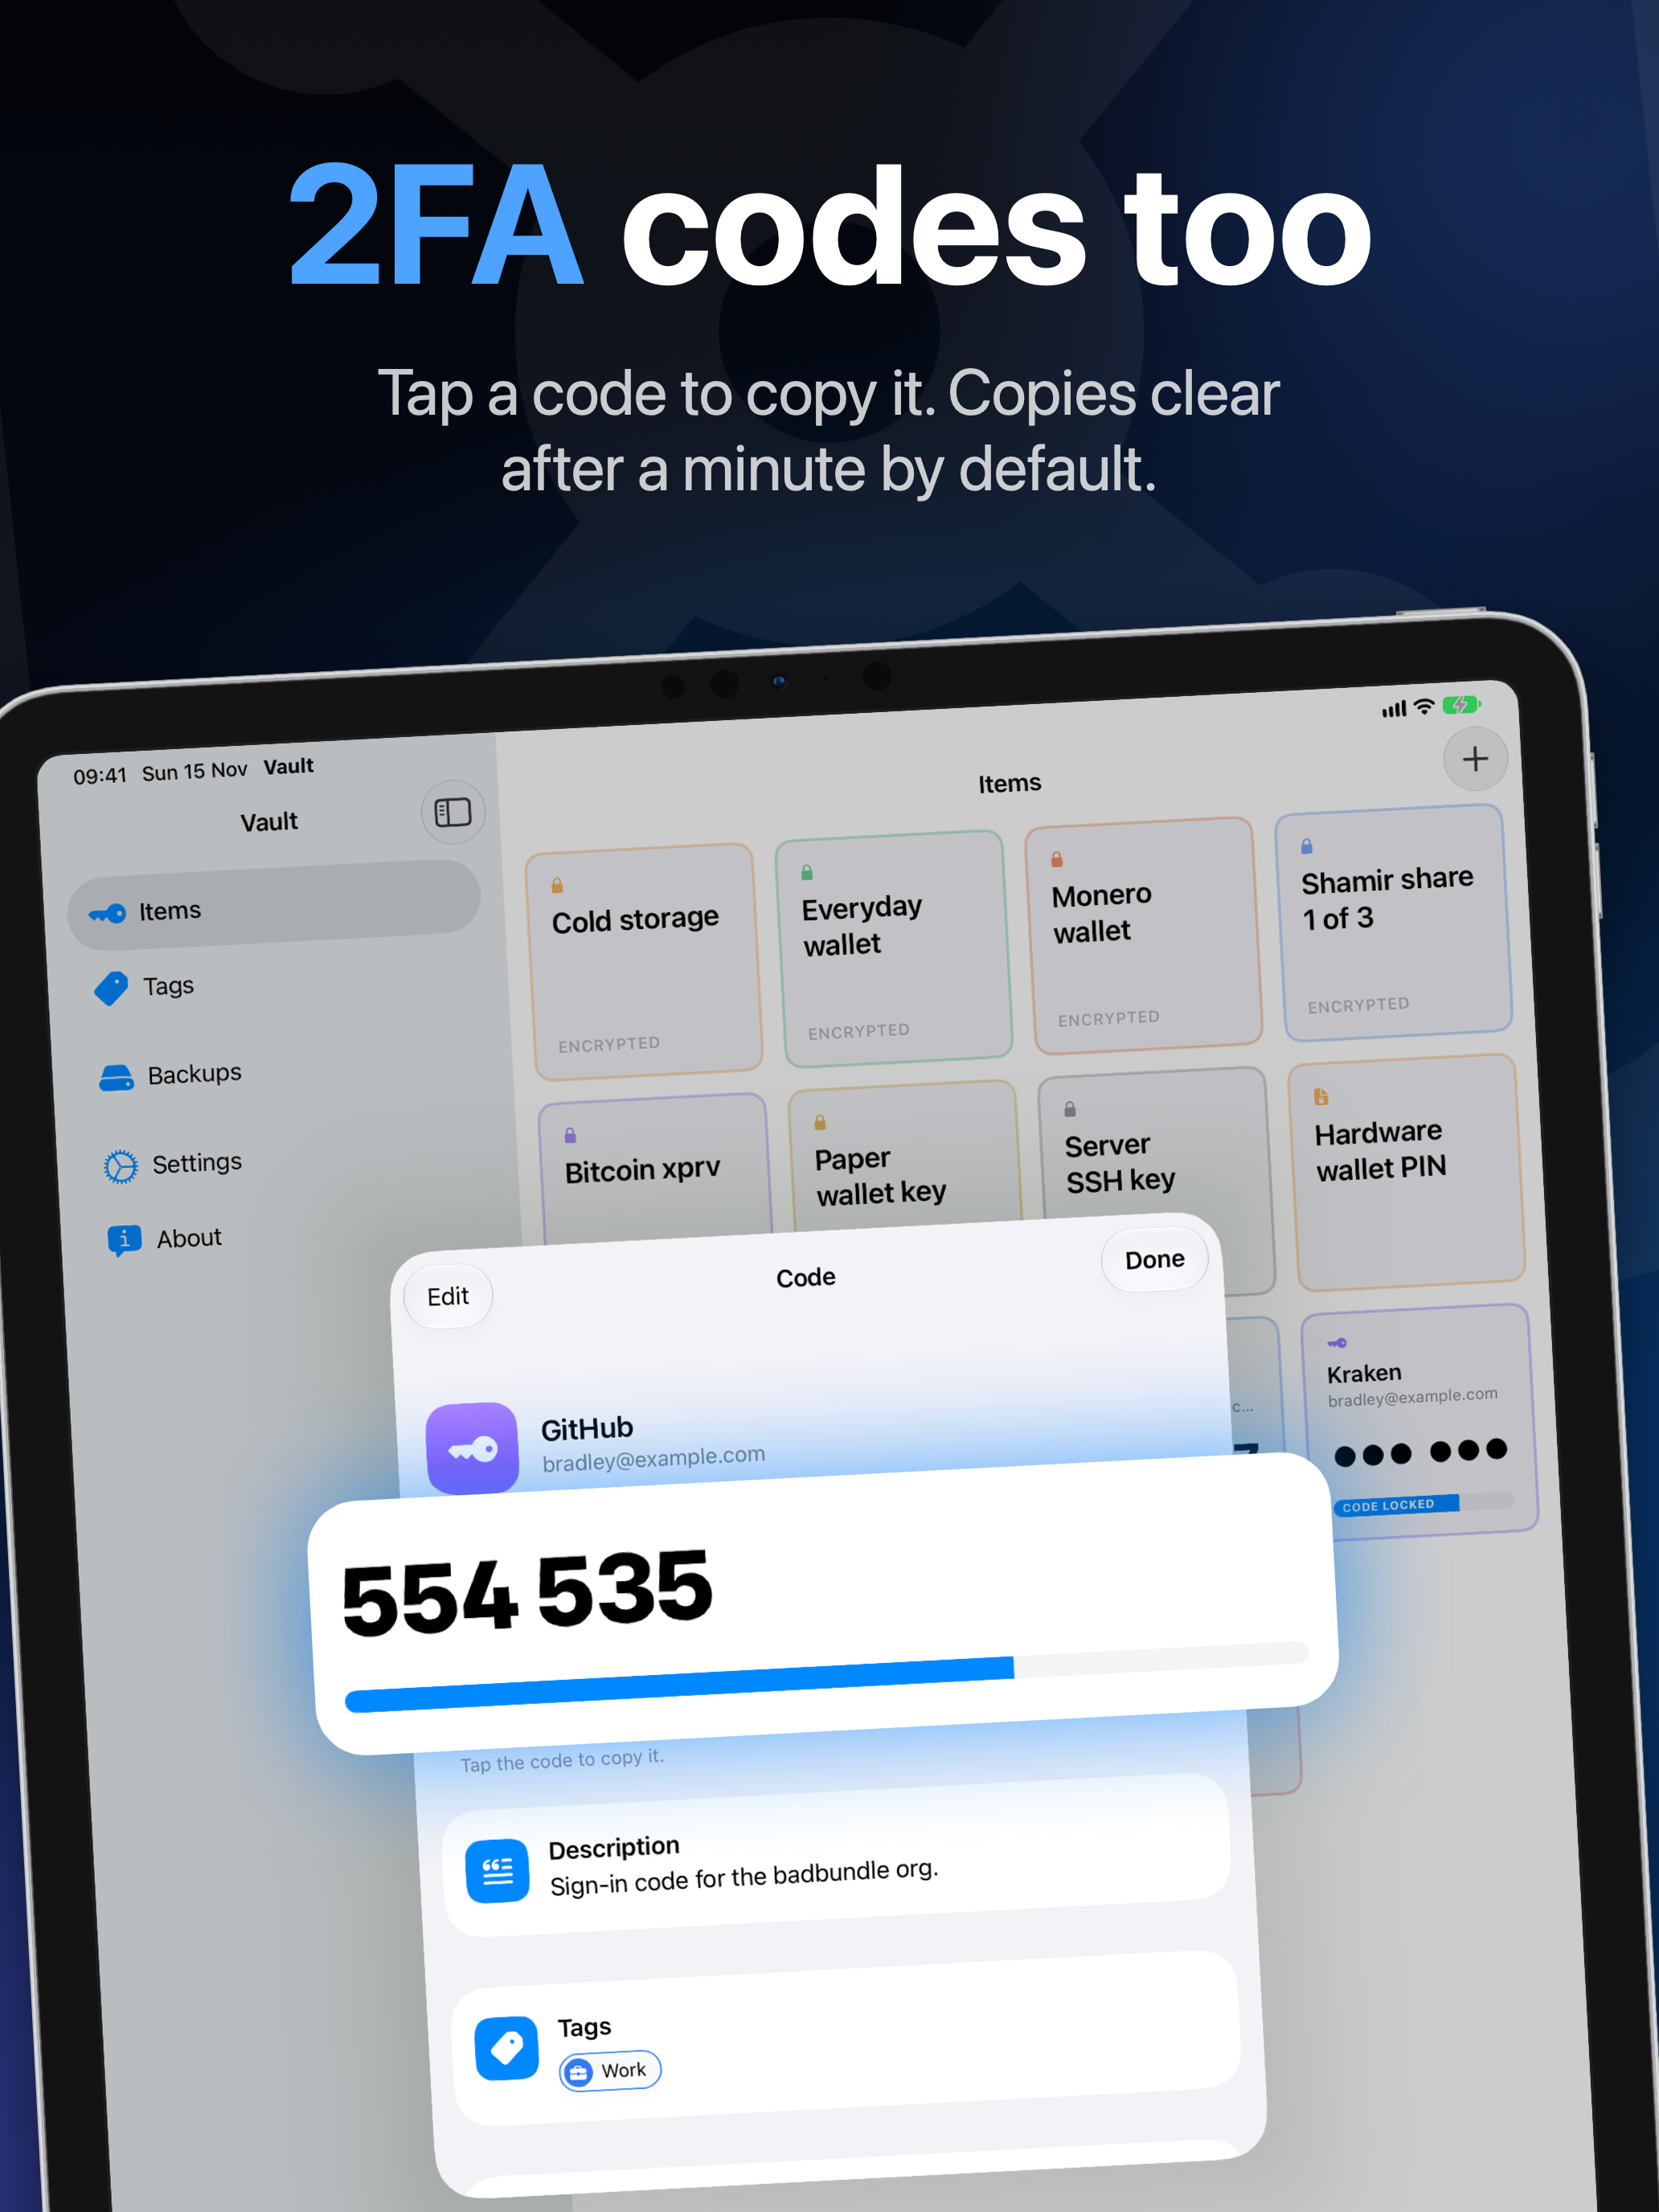 2FA codes too
Tap a code to copy it. Copies clear
after a minute by default.
09:41 Sun 15 Nov Vault
Vault
Items
Tags
Backups
Settings
About
Items
Cold storage
ENCRYPTED
Everyday
wallet
ENCRYPTED
Monero
wallet
ENCRYPTED
Shamir share
1 of 3
ENCRYPTED
Bitcoin xprv
Paper
wallet key
Server
SSH key
Hardware
wallet PIN
Kraken
bradley@example.com
CODE LOCKED
c...
Edit
Code
Done
GitHub
bradley@example.com
554 535
Tap the code to copy it.
Description
Sign-in code for the badbundle org.
Tags
Work